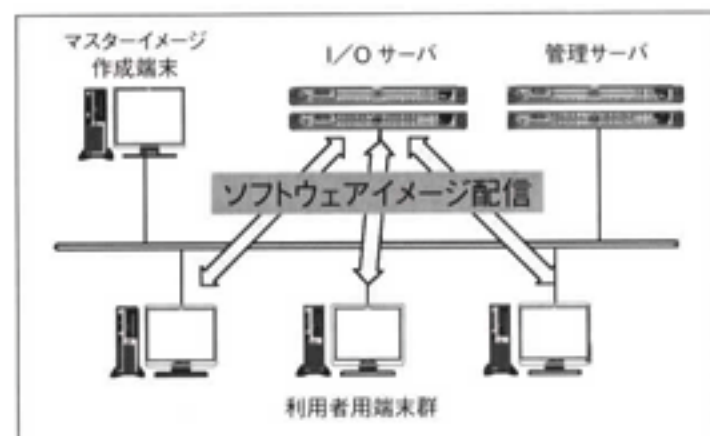 マスターイメージ
作成端末
I/O サーバ
管理サーバ
ソフトウェアイメージ配信
利用者用端末群